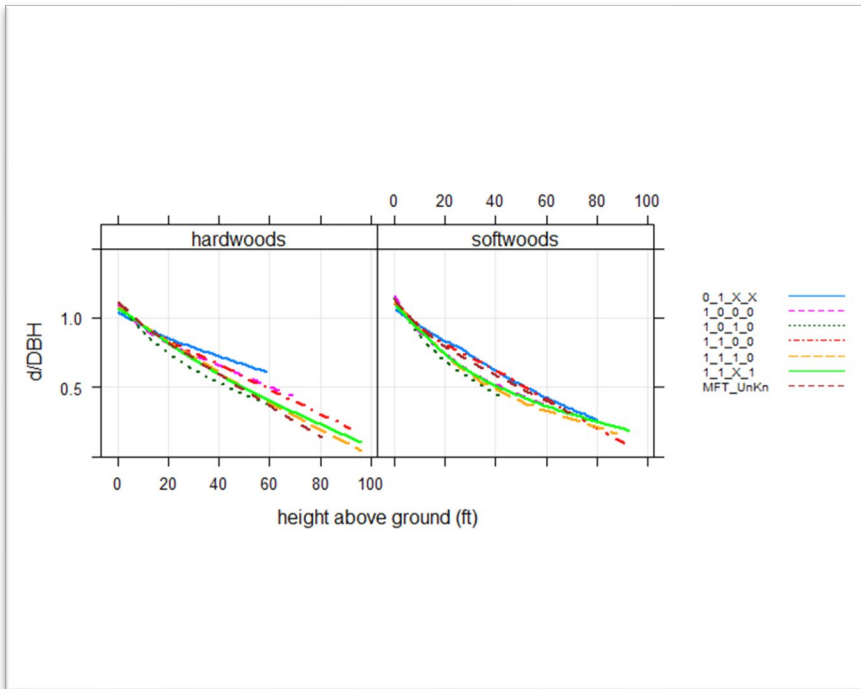 0 20 40 60 80 100
hardwoods softwoods
d/DBH
1.0
0.5
0 20 40 60 80 100
height above ground (ft)
0_1_X_X
1_0_0_0
1_0_1_0
1_1_0_0
1_1_1_0
1_1_X_1
MFT_UnKn